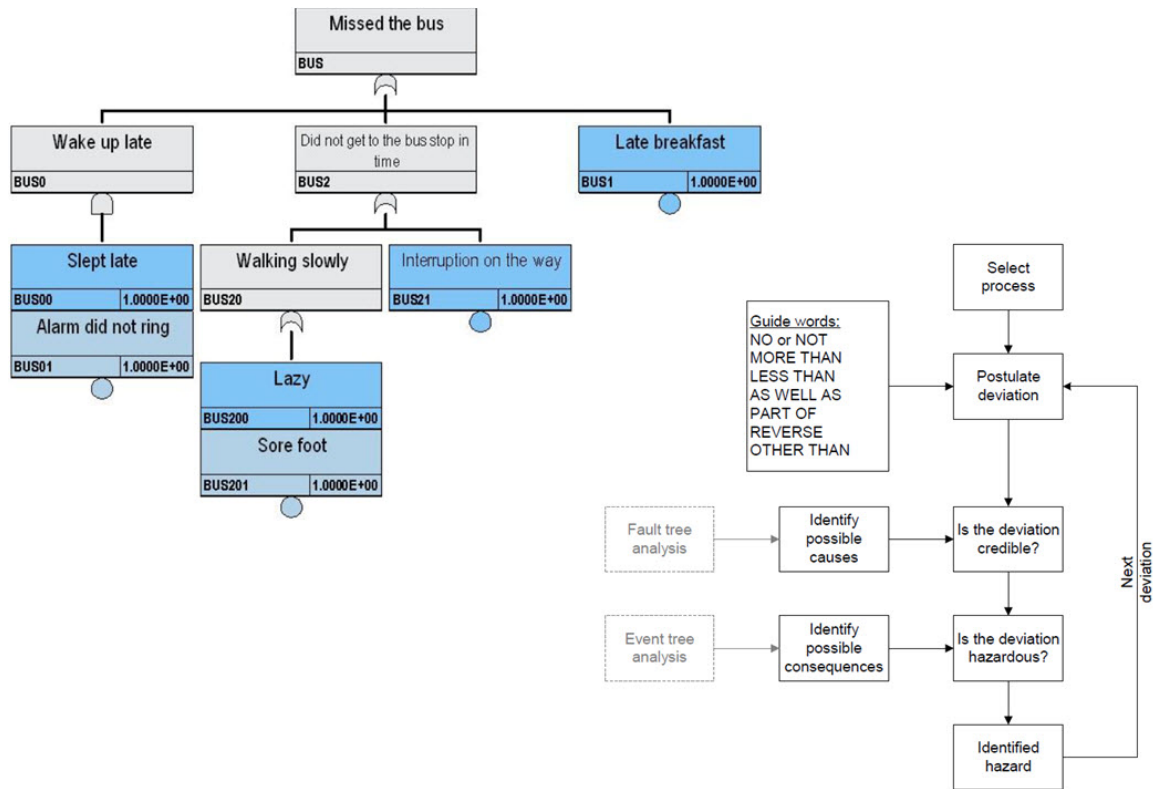 Missed the bus
BUS
Wake up late
BUS0
Did not get to the bus stop in
time
BUS2
Late breakfast
BUS1 1.0000E+00
Slept late
BUS00 1.0000E+00
Alarm did not ring
BUS01 1.0000E+00
Walking slowly
BUS20
Interruption on the way
BUS21 1.0000E+00
Lazy
BUS200 1.0000E+00
Sore foot
BUS201 1.0000E+00
Select
process
Guide words:
NO or NOT
MORE THAN
LESS THAN
AS WELL AS
PART OF
REVERSE
OTHER THAN
Postulate
deviation
Fault tree
analysis
Identify
possible
causes
Is the deviation
credible?
Next
deviation
Event tree
analysis
Identify
possible
consequences
Is the deviation
hazardous?
Identified
hazard